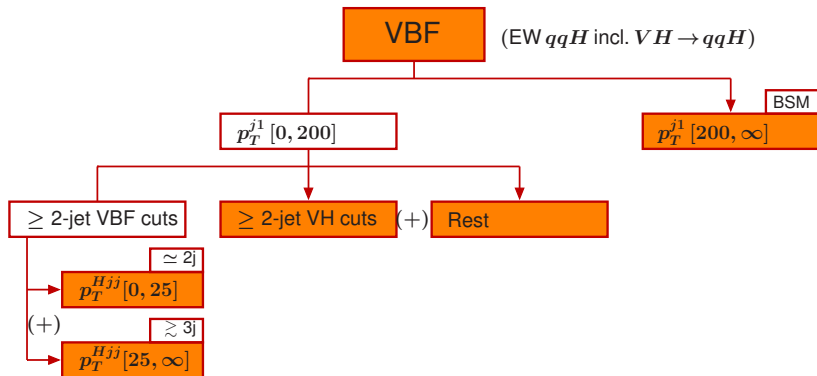 VBF (EW qqH incl. VH → qqH)
BSM
p_T^{j1} [0, 200] p_T^{j1} [200, ∞]
≥ 2-jet VBF cuts ≥ 2-jet VH cuts (+) Rest
≃ 2j
p_T^{Hjj} [0, 25]
(+)
≳ 3j
p_T^{Hjj} [25, ∞]